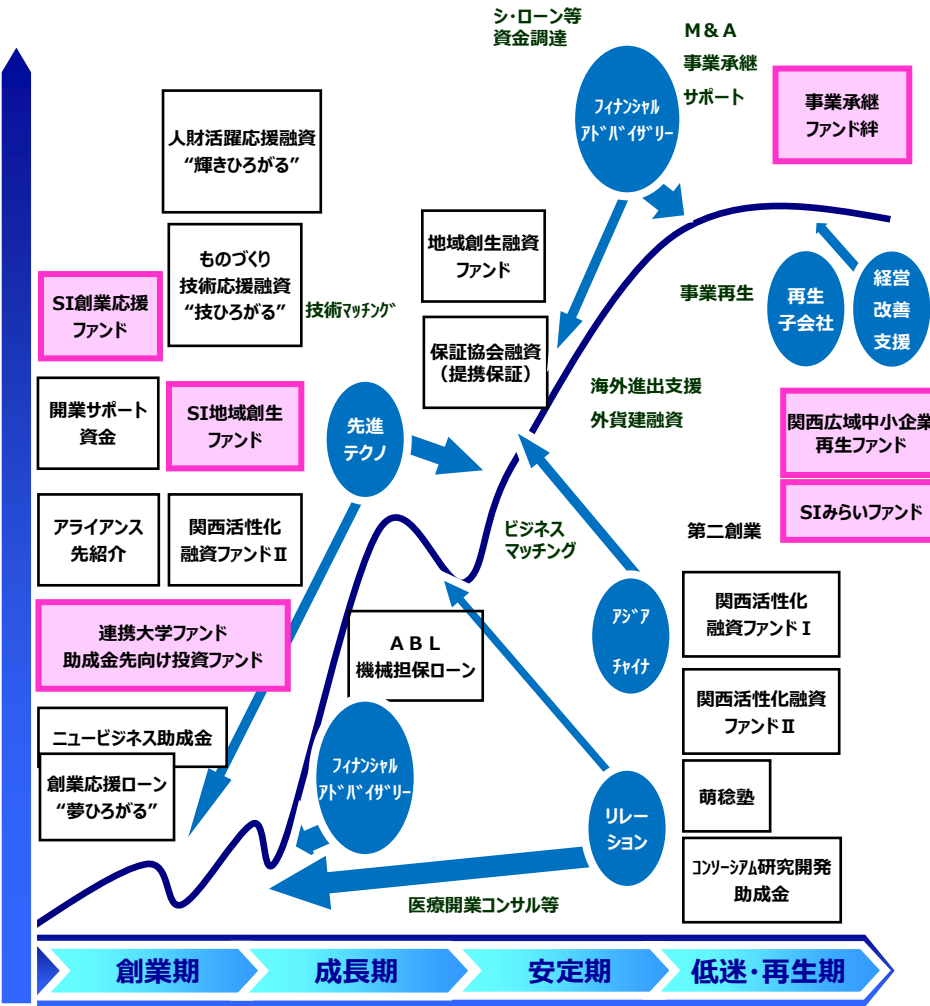 シ・ローン等
資金調達
M&A
事業承継
サポート
フィナンシャル
アドバイザリー
事業承継
ファンド絆
人財活躍応援融資
“輝きひろがる”
ものづくり
技術応援融資
“技ひろがる”
技術マッチング
地域創生融資
ファンド
SI創業応援
ファンド
保証協会融資
（提携保証）
事業再生
再生
子会社
経営
改善
支援
開業サポート
資金
SI地域創生
ファンド
先進
テクノ
海外進出支援
外貨建融資
関西広域中小企業
再生ファンド
SIみらいファンド
アライアンス
先紹介
関西活性化
融資ファンドⅡ
ビジネス
マッチング
第二創業
連携大学ファンド
助成金先向け投資ファンド
ABL
機械担保ローン
アジア
チャイナ
関西活性化
融資ファンドⅠ
関西活性化融資
ファンドⅡ
ニュービジネス助成金
創業応援ローン
“夢ひろがる”
フィナンシャル
アドバイザリー
リレー
ション
萌稔塾
コンソーシアム研究開発
助成金
医療開業コンサル等
創業期
成長期
安定期
低迷・再生期